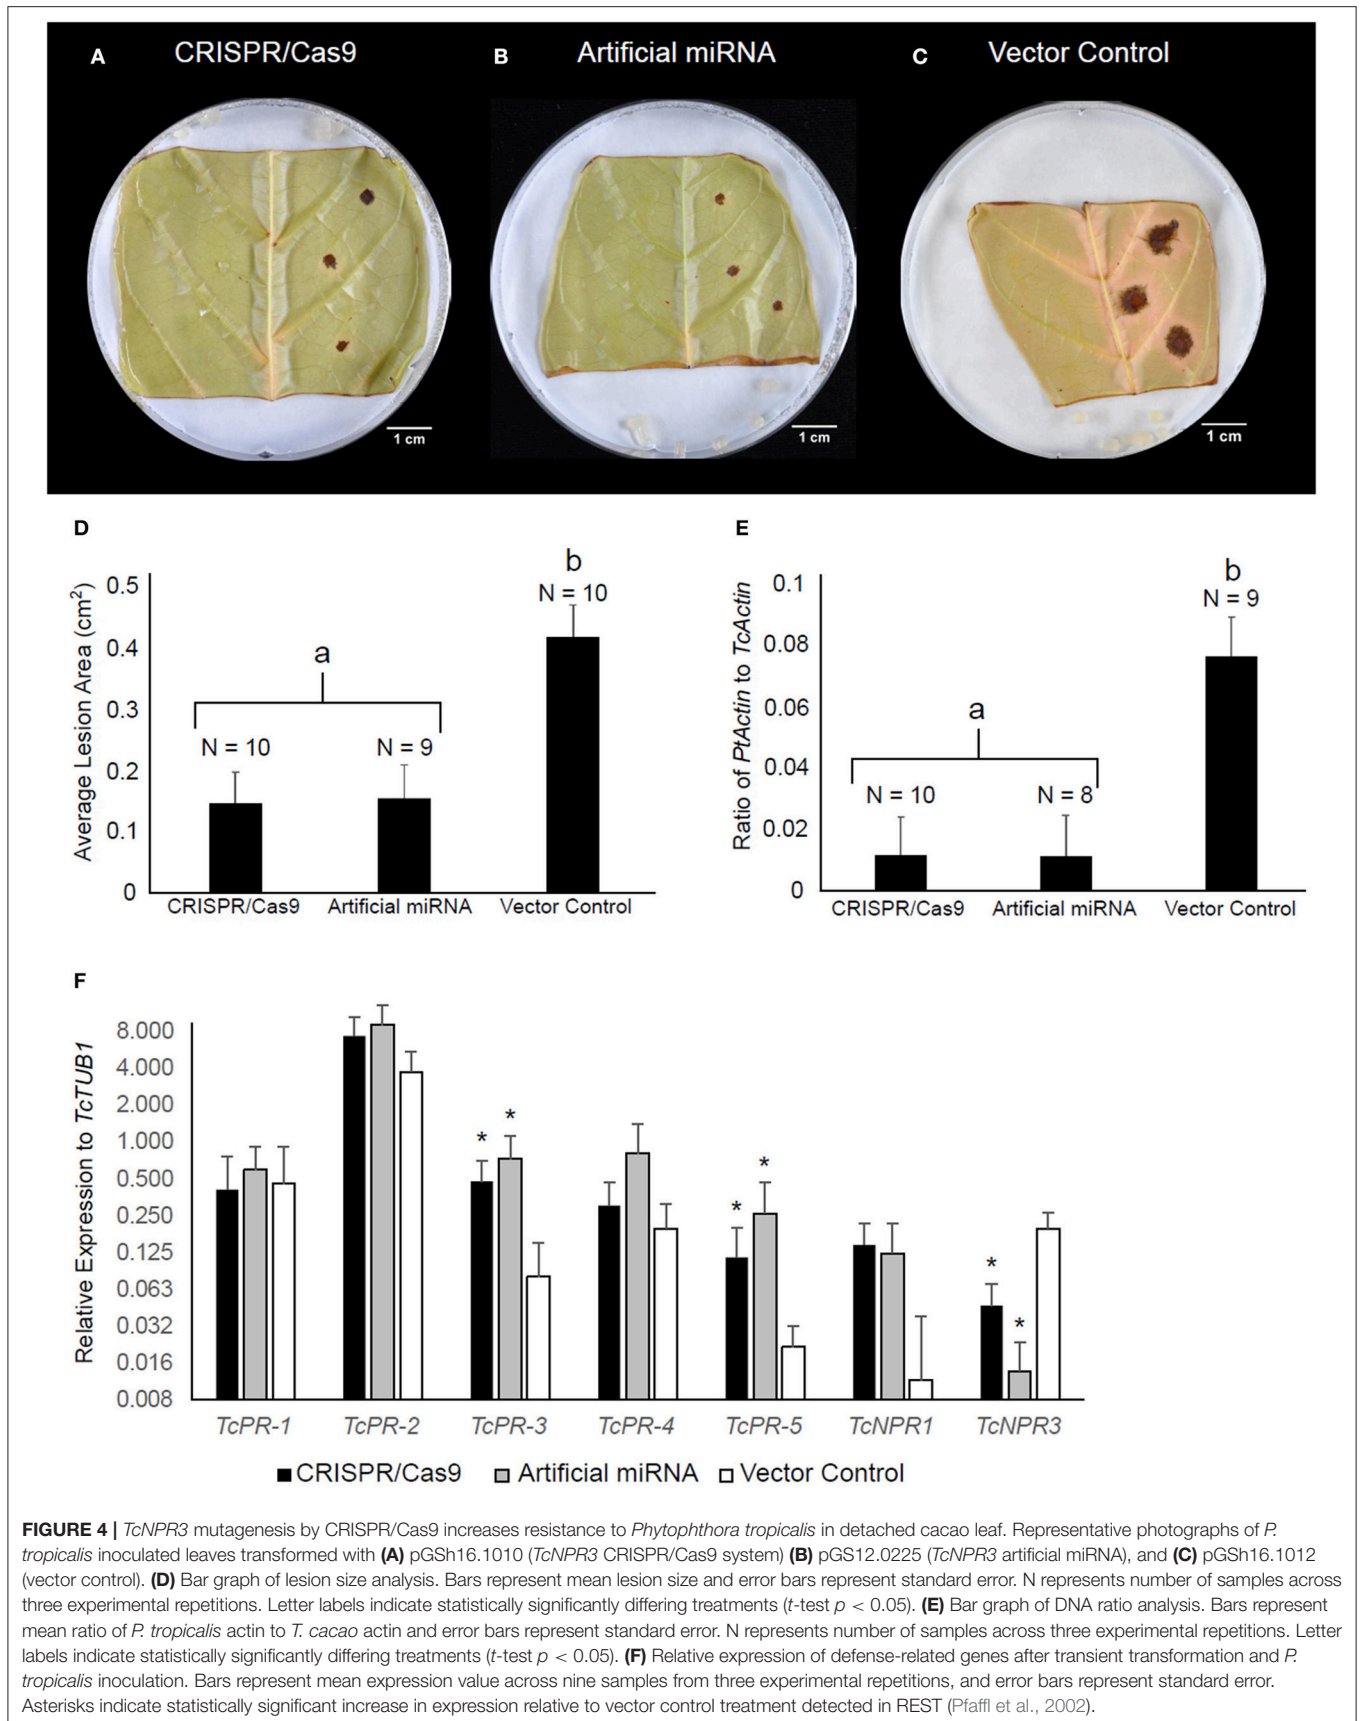 A CRISPR/Cas9
B Artificial miRNA
C Vector Control
1 cm
1 cm
1 cm
D
Average Lesion Area (cm²)
0.5
0.4
0.3
0.2
0.1
0
a
b
N = 10
N = 9
N = 10
CRISPR/Cas9 Artificial miRNA Vector Control
E
Ratio of PtActin to TcActin
0.1
0.08
0.06
0.04
0.02
0
a
b
N = 10
N = 8
N = 9
CRISPR/Cas9 Artificial miRNA Vector Control
F
Relative Expression to TcTUB1
8.000
4.000
2.000
1.000
0.500
0.250
0.125
0.063
0.032
0.016
0.008
* *
* *
* *
TcPR-1 TcPR-2 TcPR-3 TcPR-4 TcPR-5 TcNPR1 TcNPR3
CRISPR/Cas9 Artificial miRNA Vector Control
FIGURE 4 | TcNPR3 mutagenesis by CRISPR/Cas9 increases resistance to Phytophthora tropicalis in detached cacao leaf. Representative photographs of P.
tropicalis inoculated leaves transformed with (A) pGSh16.1010 (TcNPR3 CRISPR/Cas9 system) (B) pGS12.0225 (TcNPR3 artificial miRNA), and (C) pGSh16.1012
(vector control). (D) Bar graph of lesion size analysis. Bars represent mean lesion size and error bars represent standard error. N represents number of samples across
three experimental repetitions. Letter labels indicate statistically significantly differing treatments (t-test p < 0.05). (E) Bar graph of DNA ratio analysis. Bars represent
mean ratio of P. tropicalis actin to T. cacao actin and error bars represent standard error. N represents number of samples across three experimental repetitions. Letter
labels indicate statistically significantly differing treatments (t-test p < 0.05). (F) Relative expression of defense-related genes after transient transformation and P.
tropicalis inoculation. Bars represent mean expression value across nine samples from three experimental repetitions, and error bars represent standard error.
Asterisks indicate statistically significant increase in expression relative to vector control treatment detected in REST (Pfaffl et al., 2002).